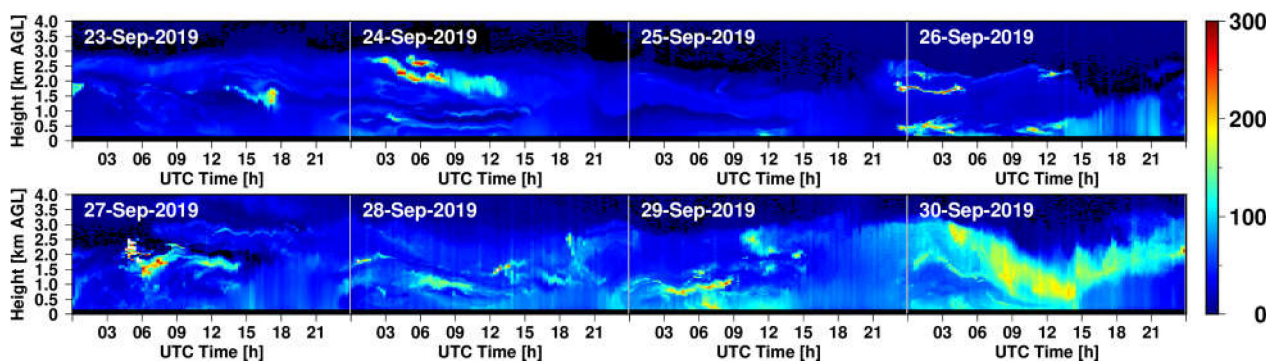 4.0
3.5
3.0
2.5
2.0
1.5
1.0
0.5
0
Height [km AGL]
23-Sep-2019 24-Sep-2019 25-Sep-2019 26-Sep-2019
03 06 09 12 15 18 21 03 06 09 12 15 18 21 03 06 09 12 15 18 21 03 06 09 12 15 18 21
UTC Time [h] UTC Time [h] UTC Time [h] UTC Time [h]
4.0
3.5
3.0
2.5
2.0
1.5
1.0
0.5
0
Height [km AGL]
27-Sep-2019 28-Sep-2019 29-Sep-2019 30-Sep-2019
03 06 09 12 15 18 21 03 06 09 12 15 18 21 03 06 09 12 15 18 21 03 06 09 12 15 18 21
UTC Time [h] UTC Time [h] UTC Time [h] UTC Time [h]
300
200
100
0